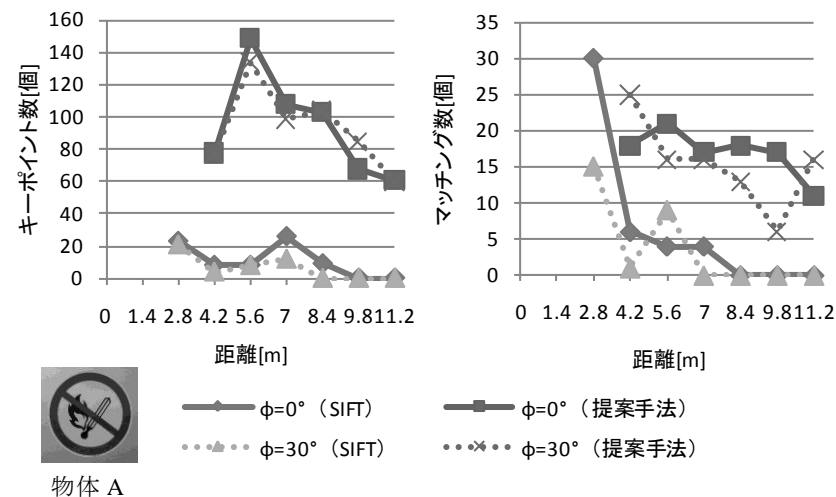 キーポイント数[個]
160
140
120
100
80
60
40
20
0
0 1.4 2.8 4.2 5.6 7 8.4 9.8 11.2
距離[m]
マッチング数[個]
35
30
25
20
15
10
5
0
0 1.4 2.8 4.2 5.6 7 8.4 9.8 11.2
距離[m]
φ=0°（SIFT）
φ=0°（提案手法）
φ=30°（SIFT）
φ=30°（提案手法）
物体 A